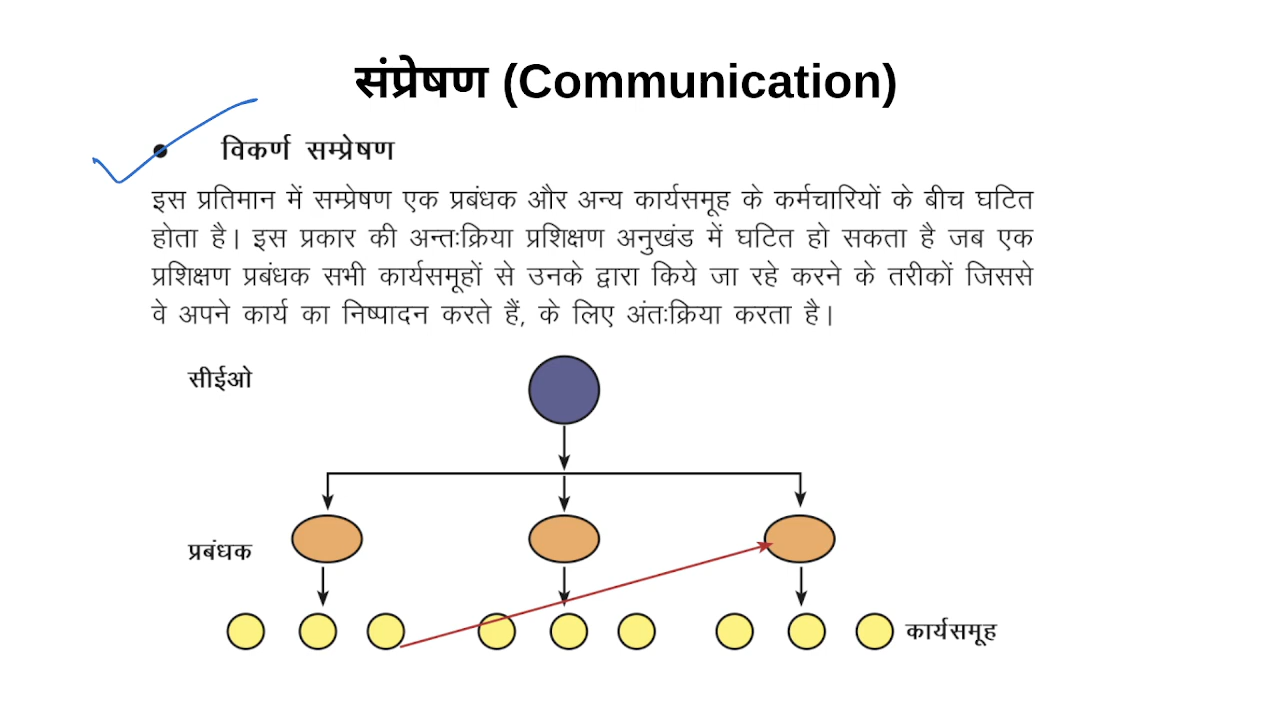 संप्रेषण (Communication)
• विकर्ण सम्प्रेषण
इस प्रतिमान में सम्प्रेषण एक प्रबंधक और अन्य कार्यसमूह के कर्मचारियों के बीच घटित
होता है। इस प्रकार की अन्तःक्रिया प्रशिक्षण अनुखंड में घटित हो सकता है जब एक
प्रशिक्षण प्रबंधक सभी कार्यसमूहों से उनके द्वारा किये जा रहे करने के तरीकों जिससे
वे अपने कार्य का निष्पादन करते हैं, के लिए अंतःक्रिया करता है।
सीईओ
प्रबंधक
कार्यसमूह